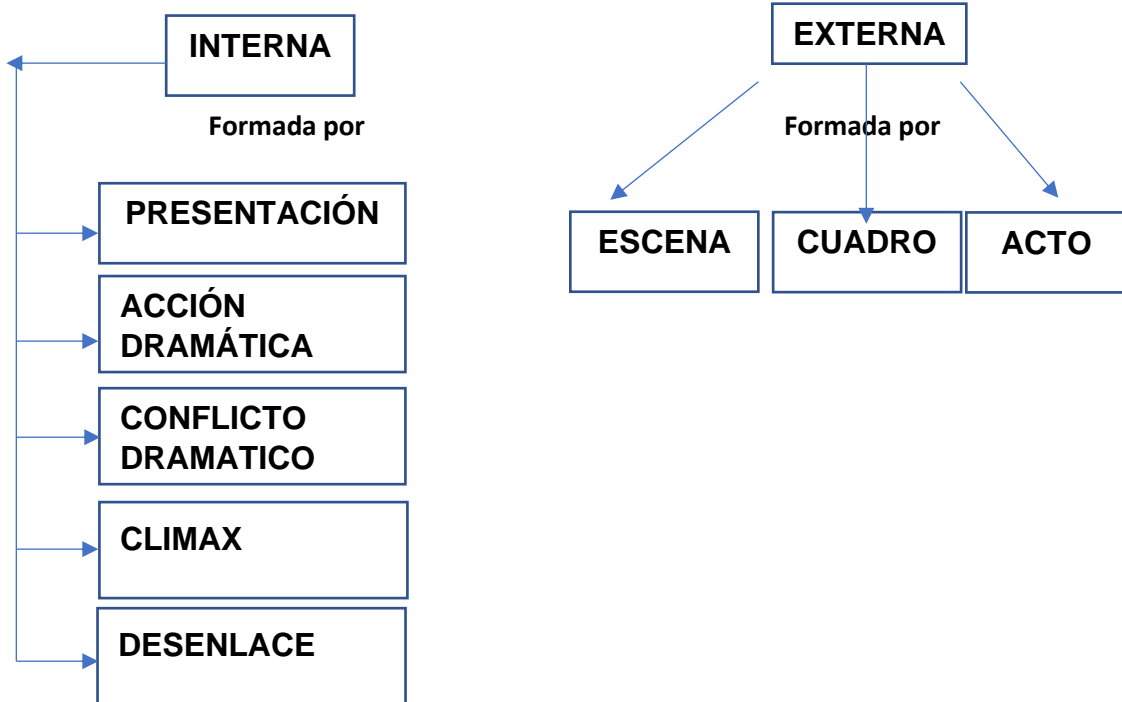 INTERNA
Formada por
PRESENTACIÓN
ACCIÓN
DRAMÁTICA
CONFLICTO
DRAMATICO
CLIMAX
DESENLACE
EXTERNA
Formada por
ESCENA
CUADRO
ACTO